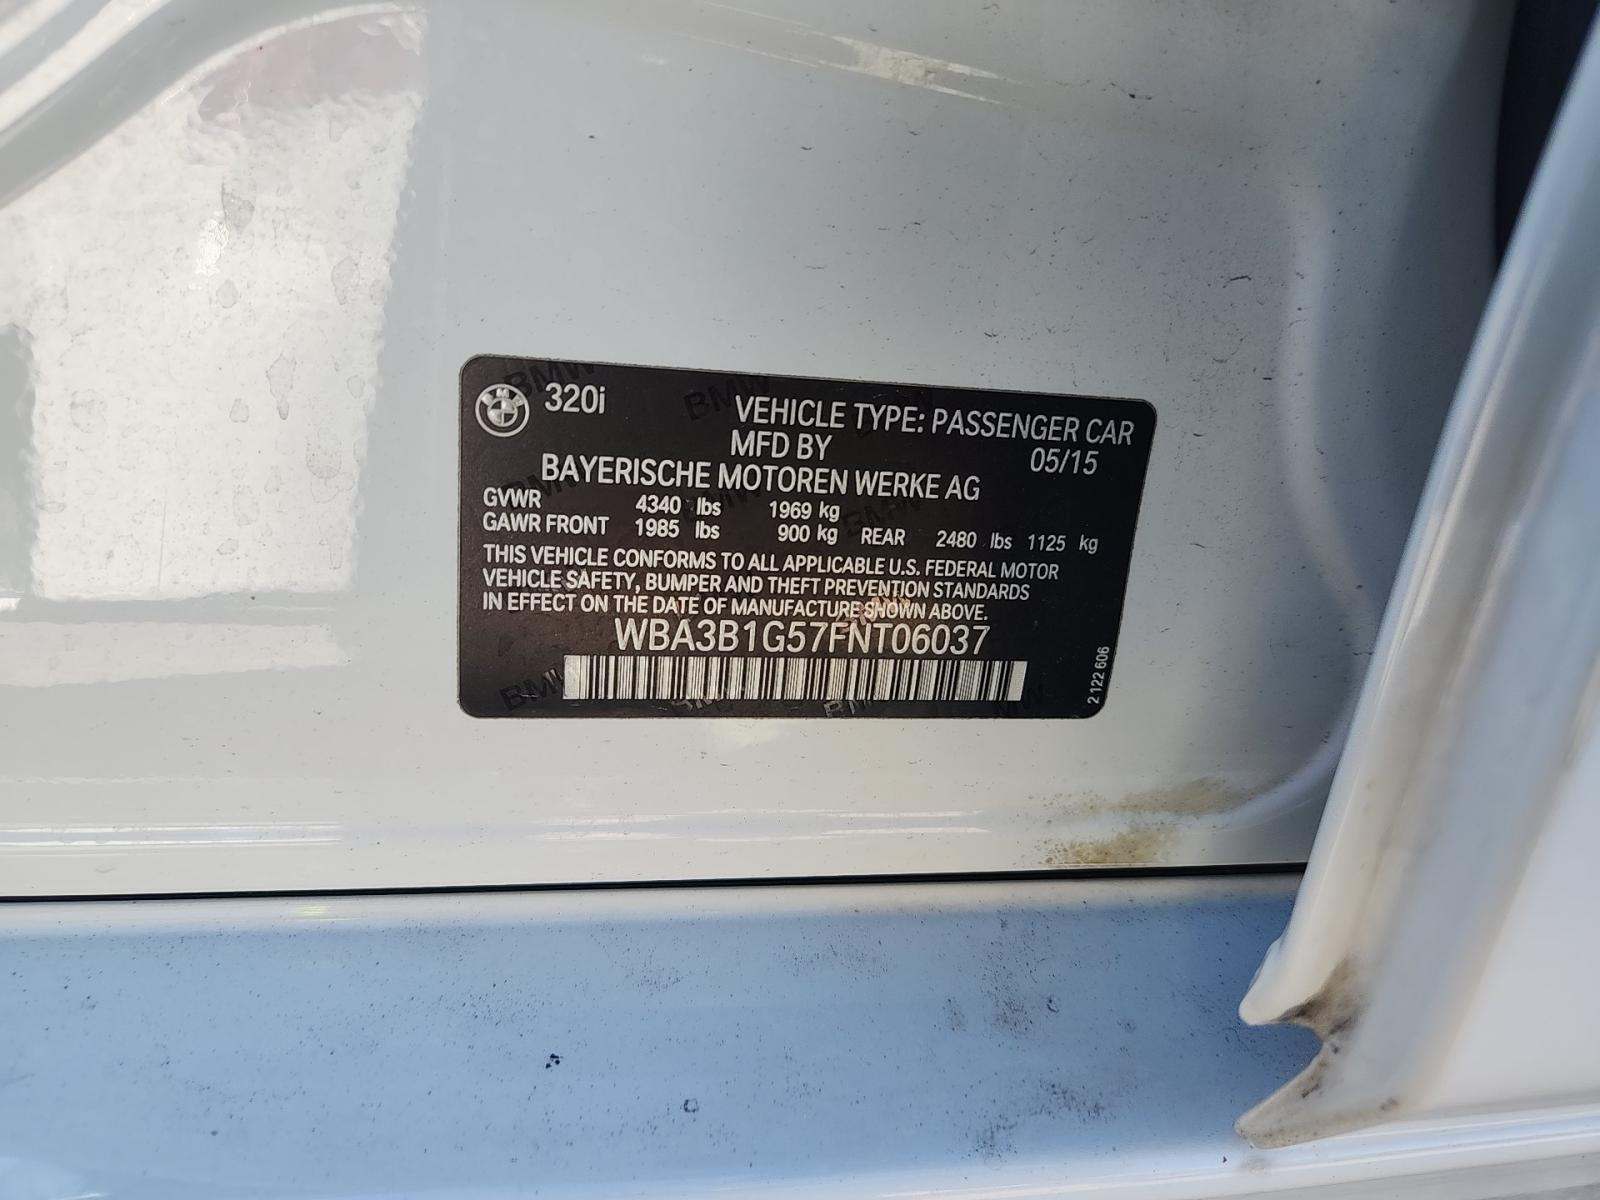 320i
VEHICLE TYPE: PASSENGER CAR
MFD BY 05/15
BAYERISCHE MOTOREN WERKE AG
GVWR 4340 lbs 1969 kg
GAWR FRONT 1985 lbs 900 kg REAR 2480 lbs 1125 kg
THIS VEHICLE CONFORMS TO ALL APPLICABLE U.S. FEDERAL MOTOR
VEHICLE SAFETY, BUMPER AND THEFT PREVENTION STANDARDS
IN EFFECT ON THE DATE OF MANUFACTURE SHOWN ABOVE.
WBA3B1G57FNT06037
2 122 606